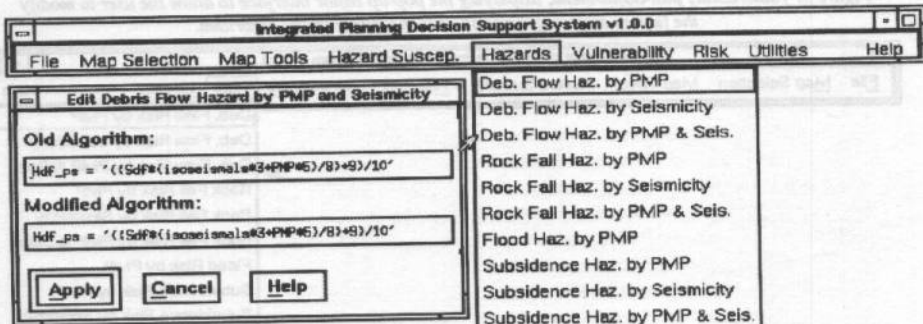 Integrated Planning Decision Support System v1.0.0
File Map Selection Map Tools Hazard Suscep. Hazards Vulnerability Risk Utilities Help
Edit Debris Flow Hazard by PMP and Seismicity
Old Algorithm:
}Hdf_ps = "((Sdf*(isoseismals*3+PMP*5)/8)+9)/10"
Modified Algorithm:
Hdf_ps = "((Sdf*(isoseismals*3+PMP*5)/8)+9)/10"
Apply Cancel Help
Deb. Flow Haz. by PMP
Deb. Flow Haz. by Seismicity
Deb. Flow Haz. by PMP & Seis.
Rock Fall Haz. by PMP
Rock Fall Haz. by Seismicity
Rock Fall Haz. by PMP & Seis.
Flood Haz. by PMP
Subsidence Haz. by PMP
Subsidence Haz. by Seismicity
Subsidence Haz. by PMP & Seis.